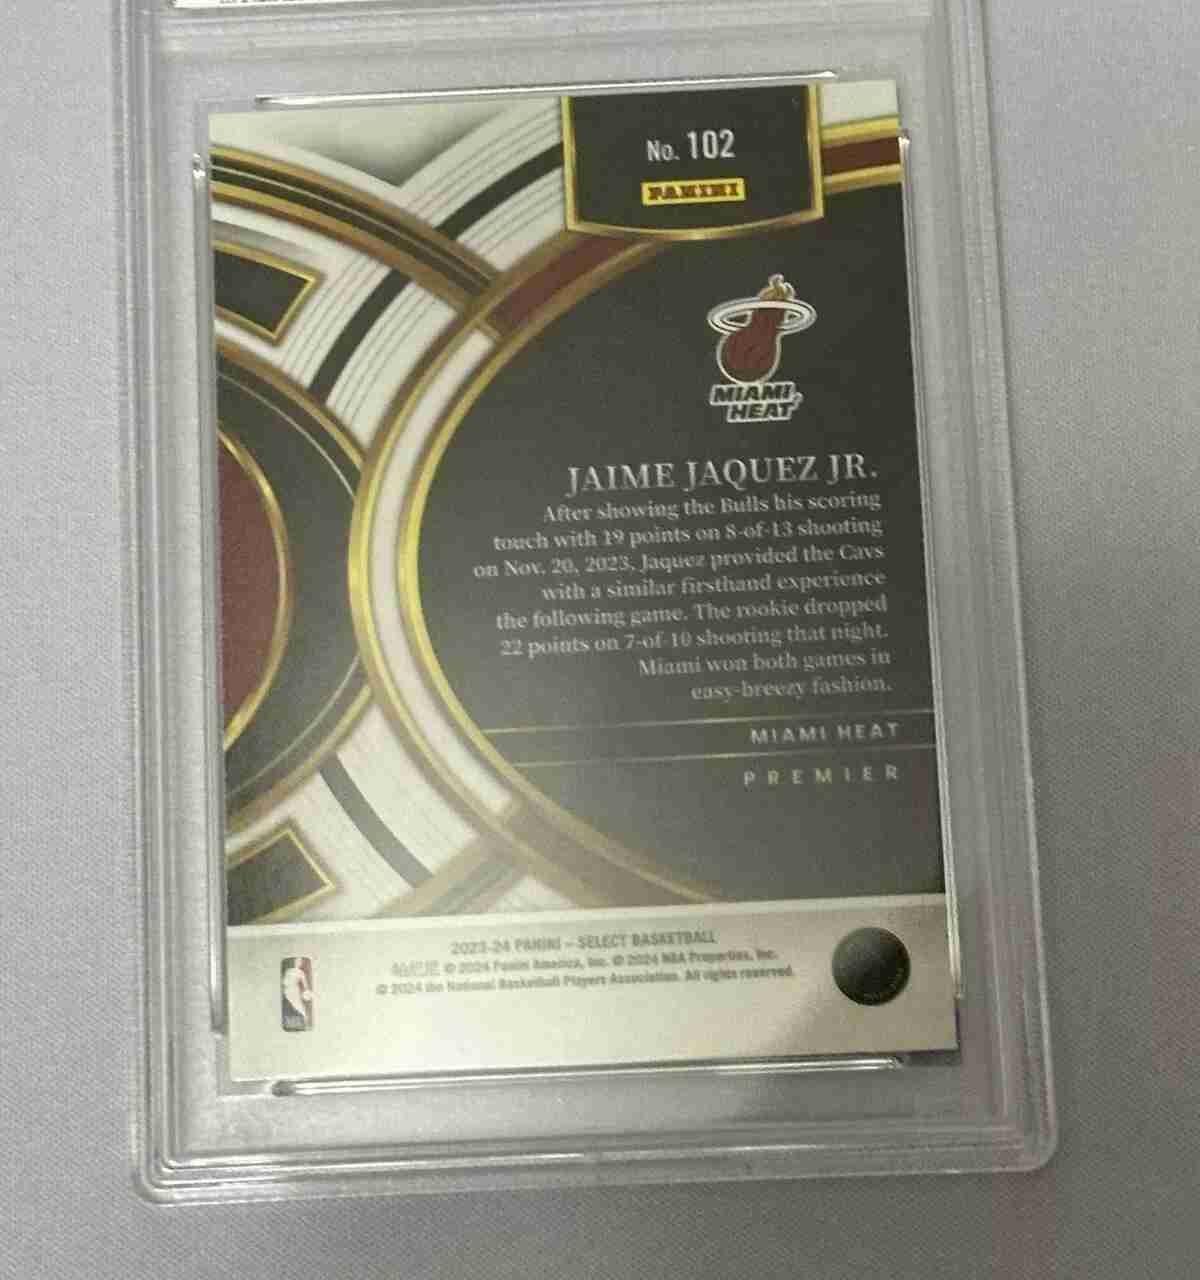 No. 102
PANINI
MIAMI
HEAT
JAIME JAQUEZ JR.
After showing the Bulls his scoring
touch with 19 points on 8-of-13 shooting
on Nov. 20, 2023, Jaquez provided the Cavs
with a similar firsthand experience
the following game. The rookie dropped
22 points on 7-of-10 shooting that night.
Miami won both games in
easy-breezy fashion.
MIAMI HEAT
PREMIER
2023-24 PANINI – SELECT BASKETBALL
© 2024 Panini America, Inc. © 2024 NBA Properties, Inc.
© 2024 the National Basketball Players Association. All rights reserved.